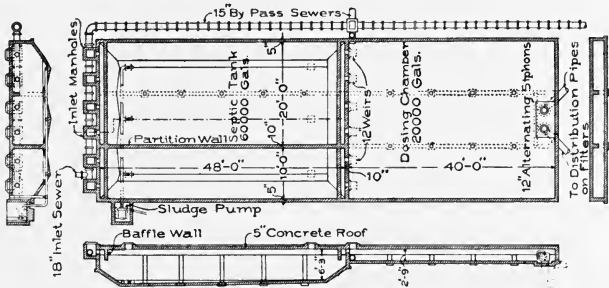 15" By Pass Sewers
Inlet Manholes
18" Inlet Sewer
5"
Septic Tank
60000 Gals.
20'-0"
Partition Wall
10"
48'-0"
10'-0"
5"
12" Weirs
10"
Dosing Chamber
20000 Gals.
40'-0"
12" Alternating Siphons
To Distribution Pipes
on Filters
Sludge Pump
Baffle Wall
5" Concrete Roof
6'-3"
2'-9"